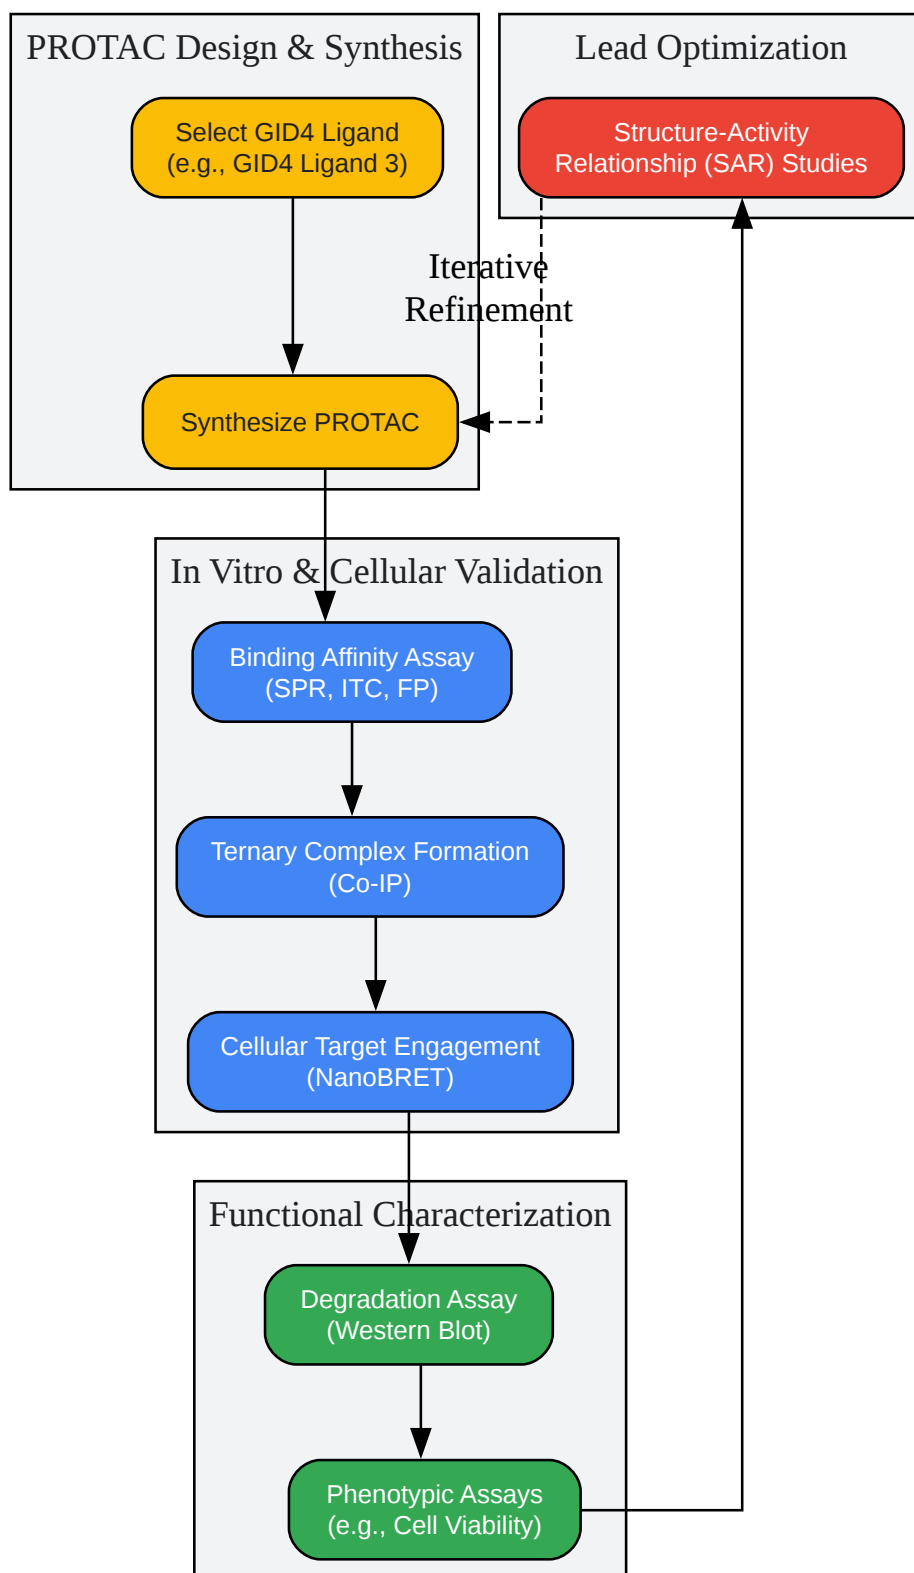 PROTAC Design & Synthesis
Select GID4 Ligand
(e.g., GID4 Ligand 3)
Synthesize PROTAC
Lead Optimization
Structure-Activity
Relationship (SAR) Studies
Iterative
Refinement
In Vitro & Cellular Validation
Binding Affinity Assay
(SPR, ITC, FP)
Ternary Complex Formation
(Co-IP)
Cellular Target Engagement
(NanoBRET)
Functional Characterization
Degradation Assay
(Western Blot)
Phenotypic Assays
(e.g., Cell Viability)